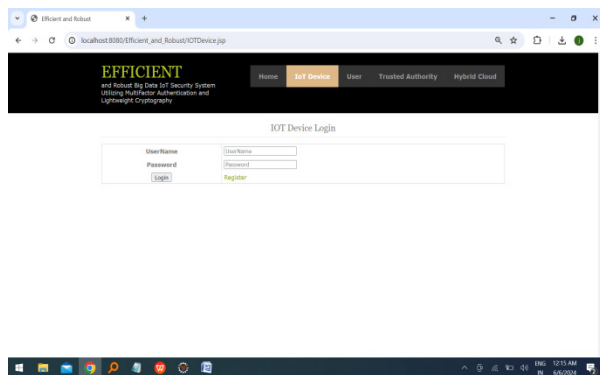 Efficient and Robust
localhost:8080/Efficient_and_Robust/IOTDevice.jsp
EFFICIENT
and Robust Big Data IoT Security System
Utilizing MultiFactor Authentication and
Lightweight Cryptography
Home IoT Device User Trusted Authority Hybrid Cloud
IOT Device Login
UserName UserName
Password Password
Login Register
ENG 12:15 AM
IN 6/6/2024